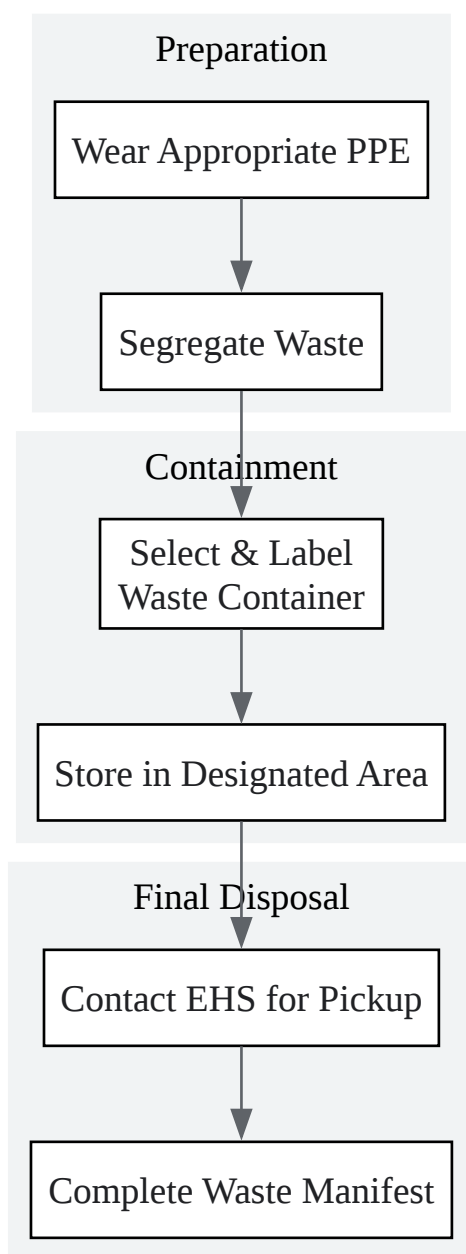 Preparation
Wear Appropriate PPE
Segregate Waste
Containment
Select & Label
Waste Container
Store in Designated Area
Final Disposal
Contact EHS for Pickup
Complete Waste Manifest